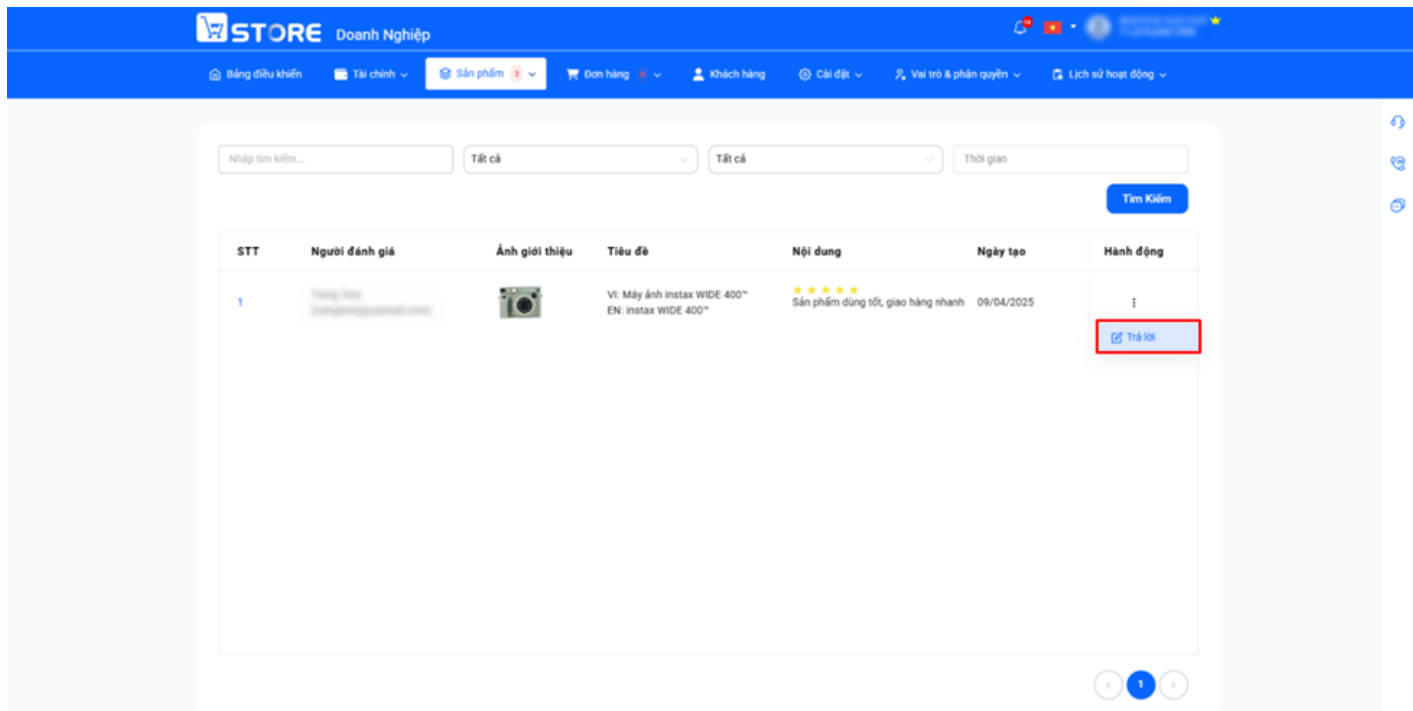 STORE Doanh Nghiệp
Bảng điều khiển Tài chính Sản phẩm 2 Đơn hàng Khách hàng Cài đặt Vai trò & phân quyền Lịch sử hoạt động
Nhập tìm kiếm... Tất cả Tất cả Thời gian
Tìm Kiếm
STT Người đánh giá Ảnh giới thiệu Tiêu đề Nội dung Ngày tạo Hành động
1 VI: Máy ảnh instax WIDE 400™ Sản phẩm dùng tốt, giao hàng nhanh 09/04/2025
EN: instax WIDE 400™
Trả lời
1